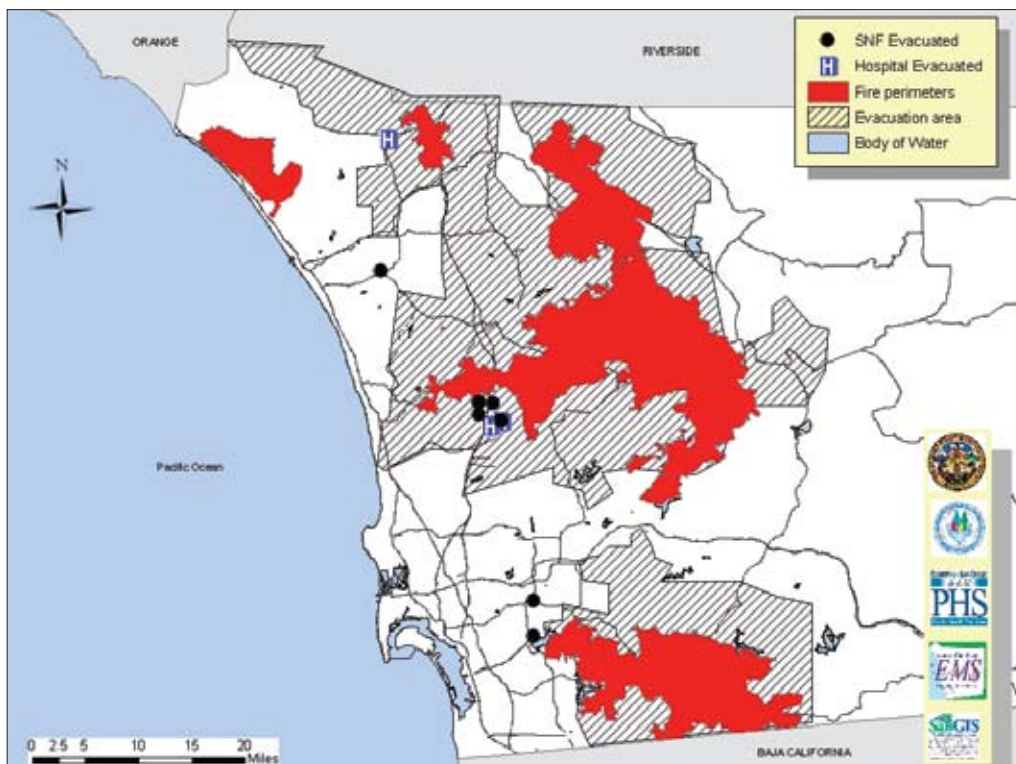 ORANGE
RIVERSIDE
SNF Evacuated
H Hospital Evacuated
Fire perimeters
Evacuation area
Body of Water
N
H
H
Pacific Ocean
PHS
EMS
SanGIS
0 2.5 5 10 15 20
Miles
BAJA CALIFORNIA